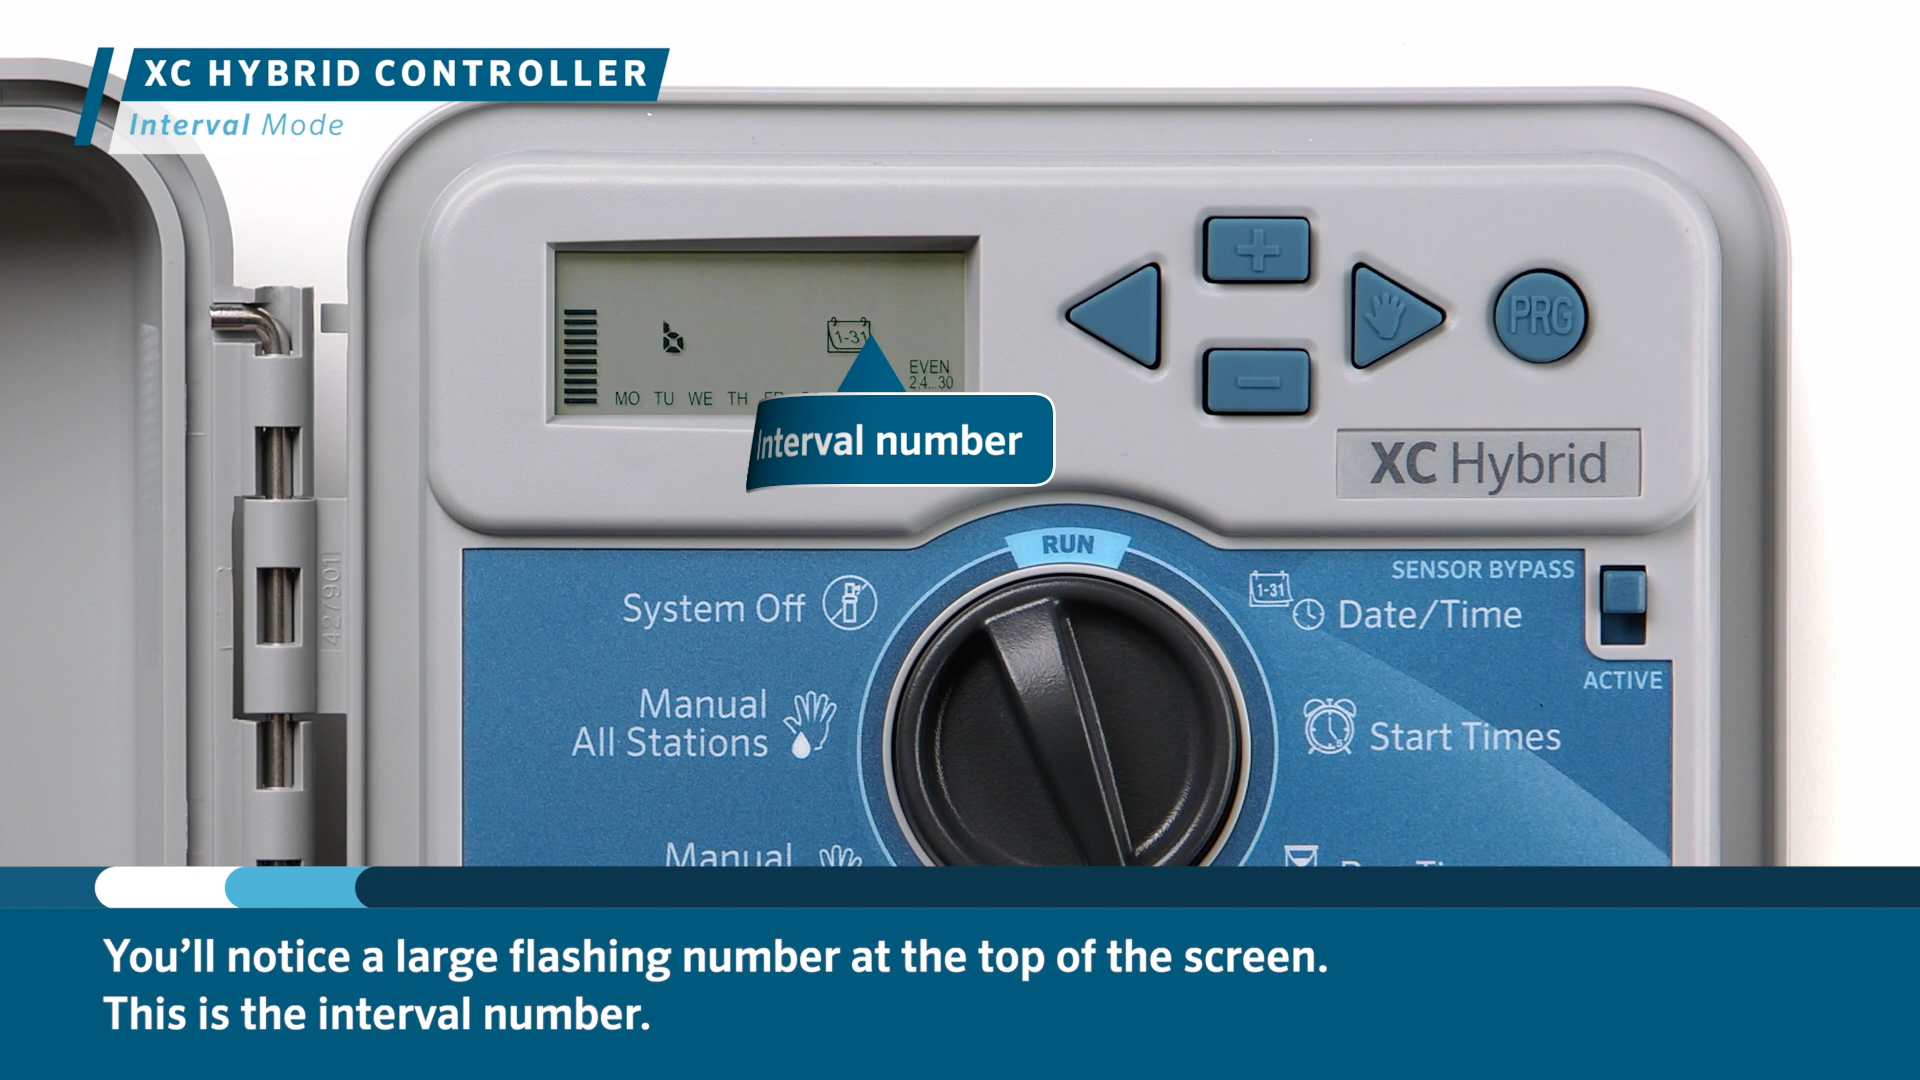 XC HYBRID CONTROLLER
Interval Mode
1-31
EVEN
2,4...30
MO TU WE TH
Interval number
PRG
XC Hybrid
RUN
SENSOR BYPASS
System Off
1-31
Date/Time
ACTIVE
427901
Manual
All Stations
Start Times
Manual
You'll notice a large flashing number at the top of the screen.
This is the interval number.